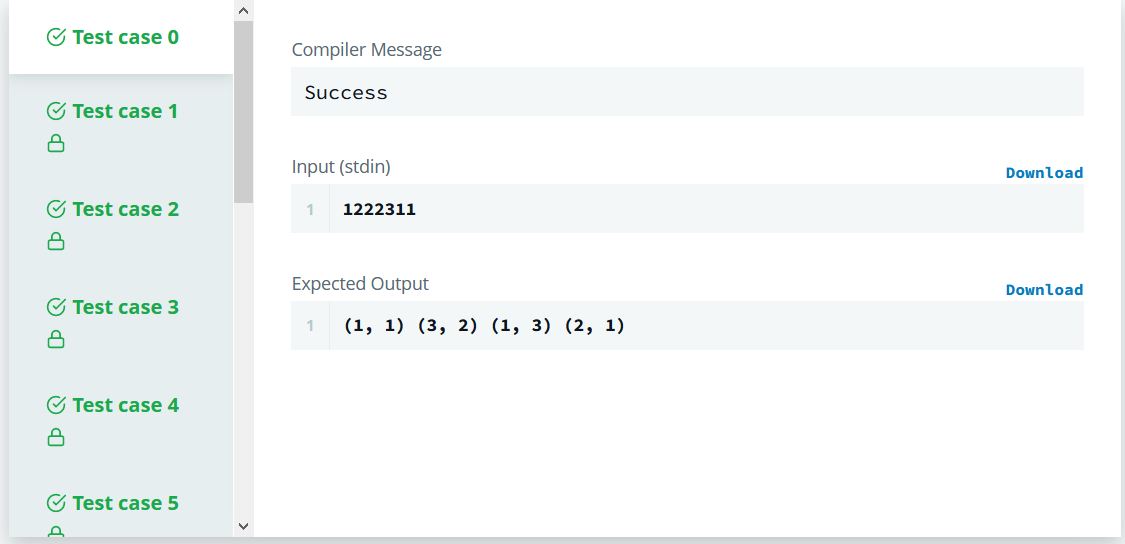 Test case 0
Test case 1
Test case 2
Test case 3
Test case 4
Test case 5
Compiler Message
Success
Input (stdin)
Download
1 1222311
Expected Output
Download
1 (1, 1) (3, 2) (1, 3) (2, 1)